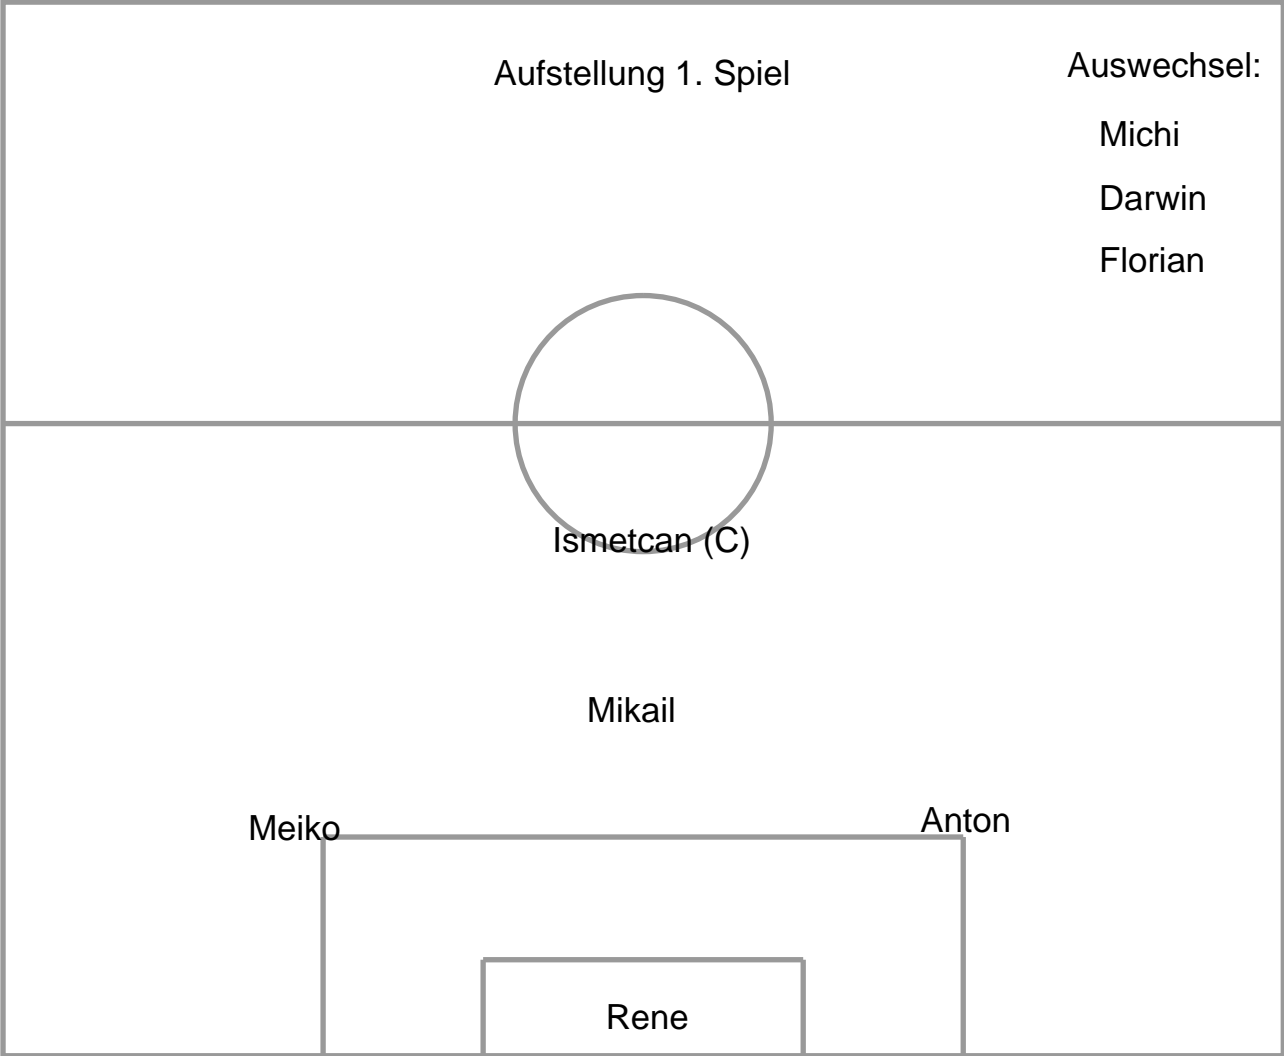 Aufstellung 1. Spiel
Auswechsel:
Michi
Darwin
Florian
Ismetcan (C)
Mikail
Meiko
Anton
Rene